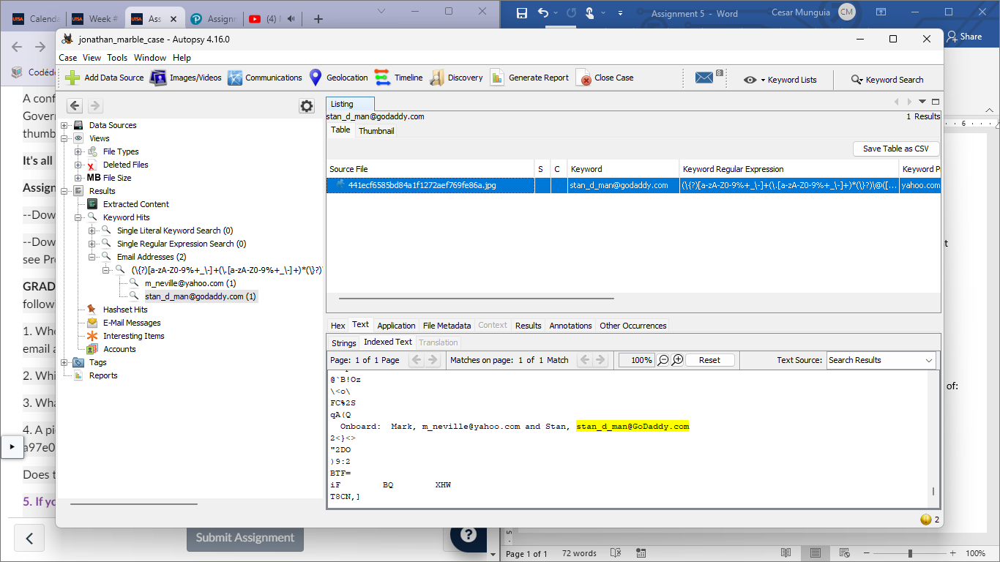 Calenda
Week #
Ass
Assignm
(4)
Assignment 5 - Word
Cesar Munguia
CM
Share
Codéd
jonathan_marble_case - Autopsy 4.16.0
Case View Tools Window Help
Add Data Source Images/Videos Communications Geolocation Timeline Discovery Generate Report Close Case 8 Keyword Lists Keyword Search
A conf
Govern
thumb
It's all
Assign
--Dow
--Dow
see Pro
GRAD
followi
1. Who
email a
2. Whi
3. Wha
4. A pi
a97e0
Does t
5. If yo
Submit Assignment
Data Sources
Views
File Types
Deleted Files
MB File Size
Results
Extracted Content
Keyword Hits
Single Literal Keyword Search (0)
Single Regular Expression Search (0)
Email Addresses (2)
(\{?)[a-zA-Z0-9%+_\-]+(\.[a-zA-Z0-9%+_\-]+)*(\}?)
m_neville@yahoo.com (1)
stan_d_man@godaddy.com (1)
Hashset Hits
E-Mail Messages
Interesting Items
Accounts
Tags
Reports
Listing
stan_d_man@godaddy.com
1 Results
Table Thumbnail
Save Table as CSV
Source File S C Keyword Keyword Regular Expression Keyword P
441ecf6585bd84a1f1272aef769fe86a.jpg stan_d_man@godaddy.com (\{?)[a-zA-Z0-9%+_\-]+(\.[a-zA-Z0-9%+_\-]+)*(\}?)\@([... yahoo.com
Hex Text Application File Metadata Context Results Annotations Other Occurrences
Strings Indexed Text Translation
Page: 1 of 1 Page Matches on page: 1 of 1 Match 100% Reset Text Source: Search Results
@`B!Oz
\<o\
FC%2S
qA(Q
Onboard: Mark, m_neville@yahoo.com and Stan, stan_d_man@GoDaddy.com
2<}<>
"2DO
)9:2
BTF=
iF BQ XHW
T8CN,]
2
6
t
of:
5
Page 1 of 1 72 words 100%